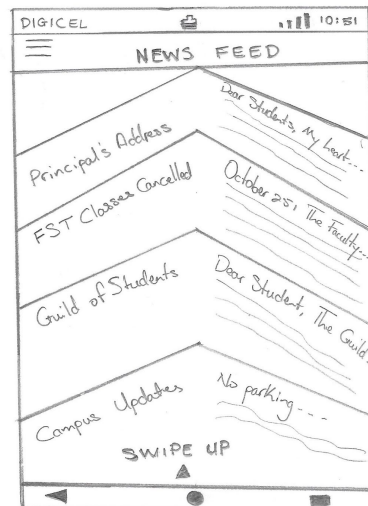 DIGICEL 10:51
NEWS FEED
Principal's Address
Dear Students, My heart...
FST Classes Cancelled
October 25, The Faculty...
Guild of Students
Dear Student, The Guild.
Campus Updates
No parking----
SWIPE UP